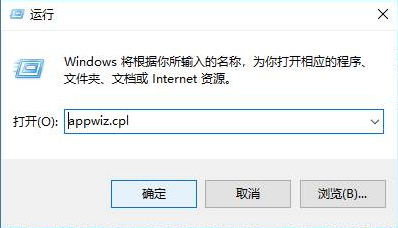 运行
Windows 将根据你所输入的名称，为你打开相应的程序、
文件夹、文档或 Internet 资源。
打开(O): appwiz.cpl
确定 取消 浏览(B)...